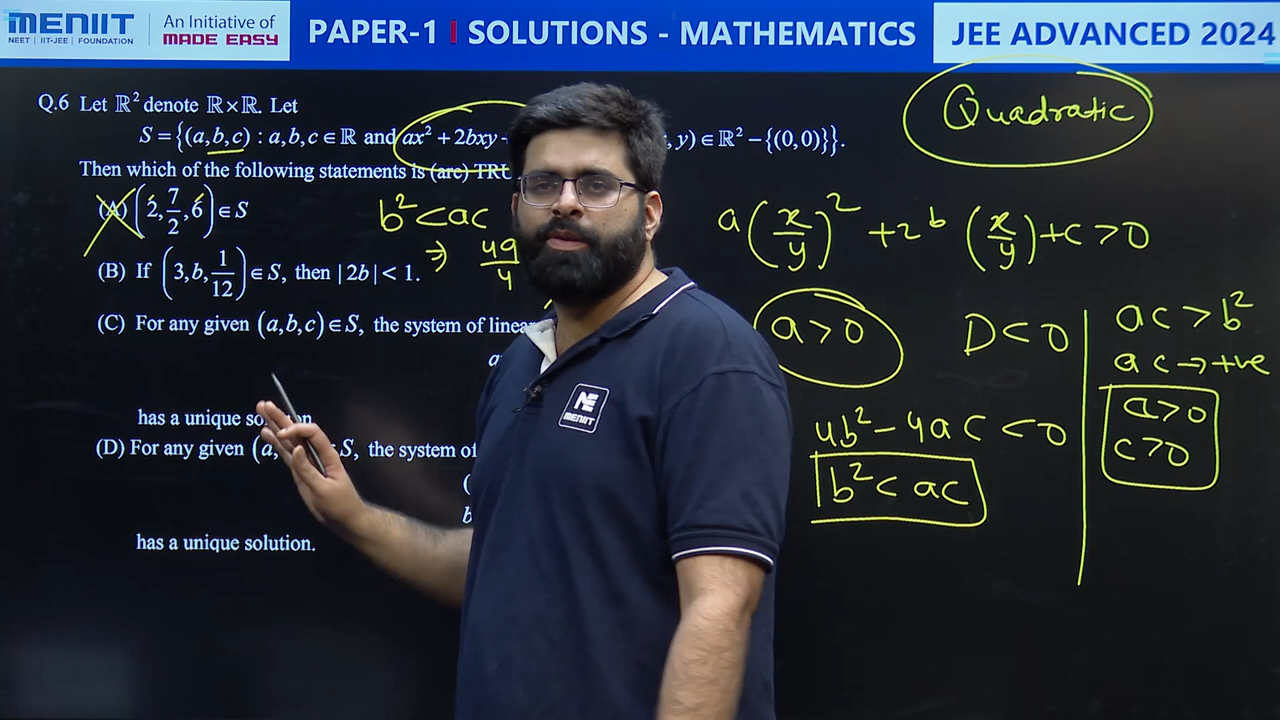 MENIIT
NEET | IIT-JEE | FOUNDATION
An Initiative of
MADE EASY
PAPER-1 | SOLUTIONS - MATHEMATICS
JEE ADVANCED 2024
Quadratic
Q.6 Let ℝ² denote ℝ×ℝ. Let
S = {(a,b,c) : a,b,c ∈ ℝ and ax² + 2bxy , y) ∈ ℝ² − {(0,0)}}.
Then which of the following statements is (are)
(A) (2, 7/2, 6) ∈ S
b² < ac
⇒ 49/4
(B) If (3, b, 1/12) ∈ S, then |2b| < 1.
(C) For any given (a,b,c) ∈ S, the system of
has a unique
(D) For any given S, the system of
has a unique solution.
a(x/y)² + 2b(x/y) + c > 0
a > 0
D < 0
4b² − 4ac < 0
b² < ac
ac > b²
ac → +ve
a > 0
c > 0
NE
MENIIT